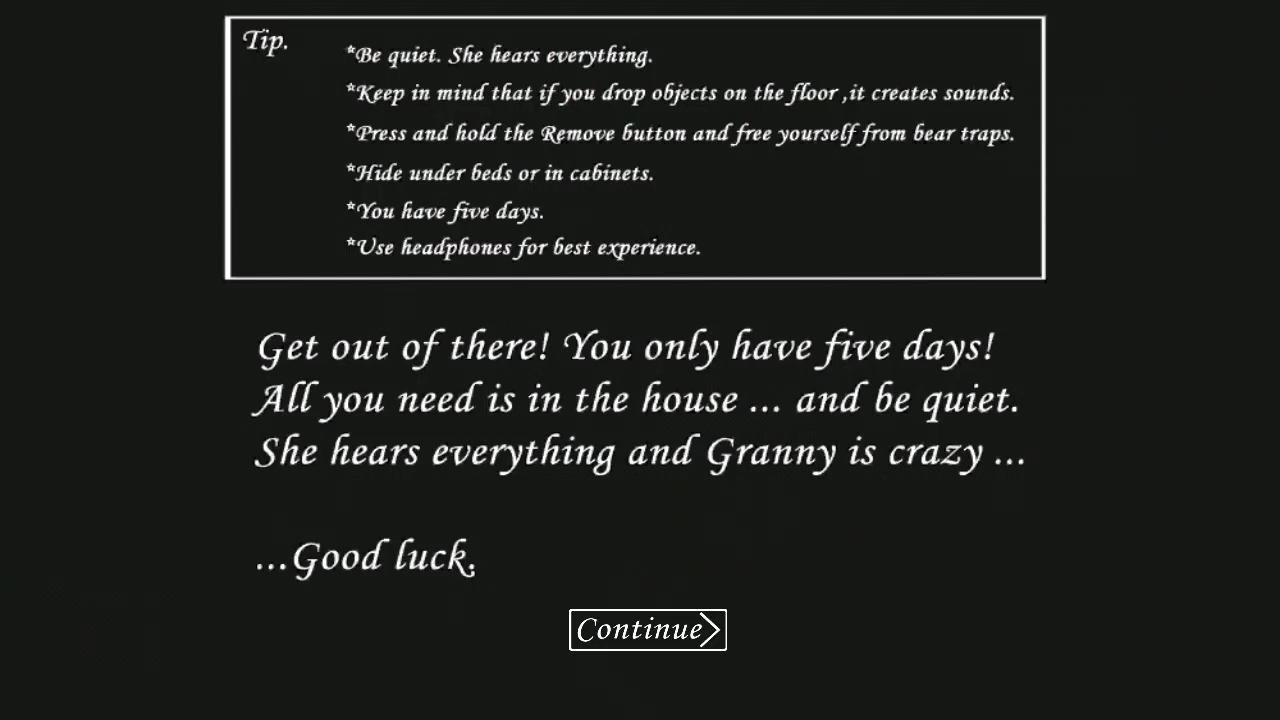 Tip.
*Be quiet. She hears everything.
*Keep in mind that if you drop objects on the floor ,it creates sounds.
*Press and hold the Remove button and free yourself from bear traps.
*Hide under beds or in cabinets.
*You have five days.
*Use headphones for best experience.
Get out of there! You only have five days!
All you need is in the house ... and be quiet.
She hears everything and Granny is crazy ...
...Good luck.
Continue